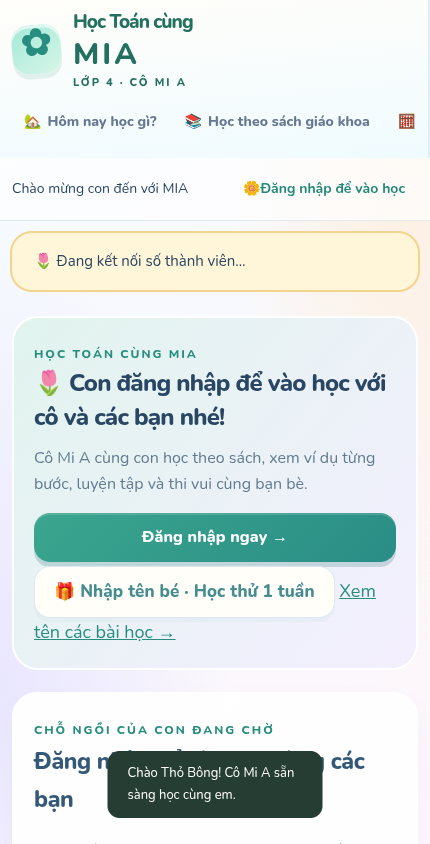 Học Toán cùng
MIA
LỚP 4 · CÔ MI A
🏡 Hôm nay học gì? 📚 Học theo sách giáo khoa 🧮
Chào mừng con đến với MIA 🌼Đăng nhập để vào học
🌷 Đang kết nối số thành viên...
HỌC TOÁN CÙNG MIA
🌷 Con đăng nhập để vào học với
cô và các bạn nhé!
Cô Mi A cùng con học theo sách, xem ví dụ từng
bước, luyện tập và thi vui cùng bạn bè.
Đăng nhập ngay →
🎁 Nhập tên bé · Học thử 1 tuần Xem
tên các bài học →
CHỖ NGỒI CỦA CON ĐANG CHỜ
Đăng các
bạn
Chào Thỏ Bông! Cô Mi A sẵn
sàng học cùng em.